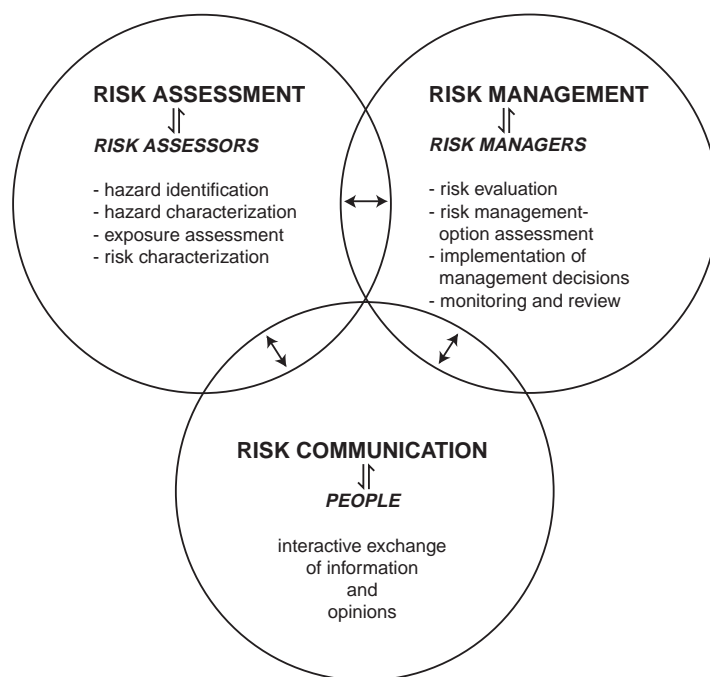 RISK ASSESSMENT
RISK ASSESSORS
- hazard identification
- hazard characterization
- exposure assessment
- risk characterization
RISK MANAGEMENT
RISK MANAGERS
- risk evaluation
- risk management-
option assessment
- implementation of
management decisions
- monitoring and review
RISK COMMUNICATION
PEOPLE
interactive exchange
of information
and
opinions